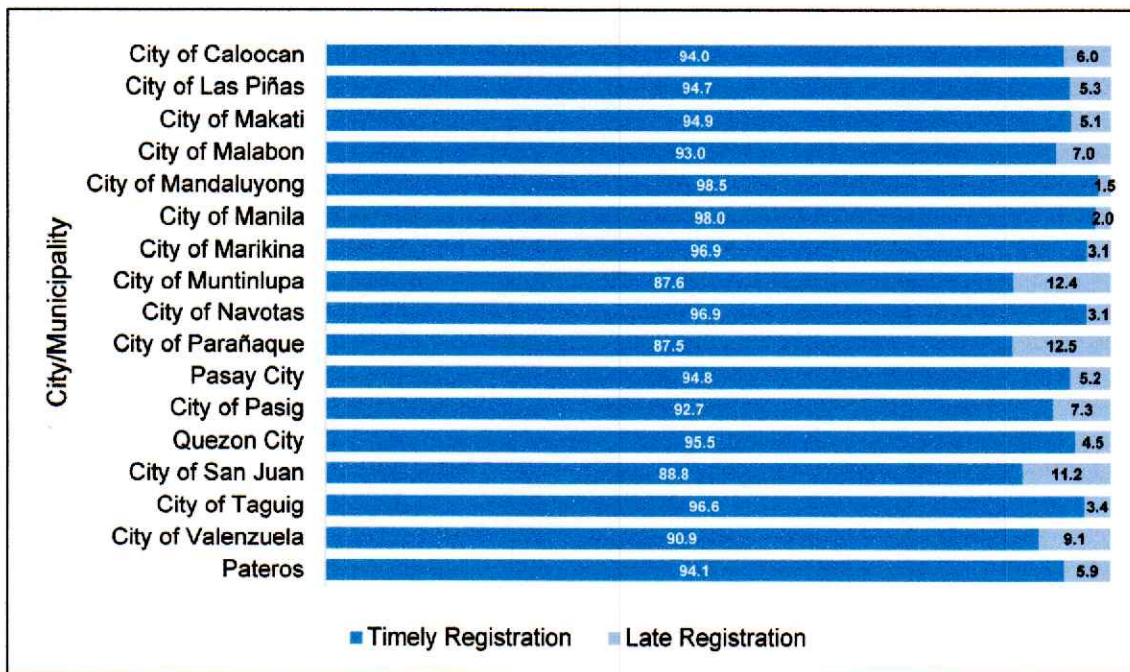 City/Municipality
City of Caloocan 94.0 6.0
City of Las Piñas 94.7 5.3
City of Makati 94.9 5.1
City of Malabon 93.0 7.0
City of Mandaluyong 98.5 1.5
City of Manila 98.0 2.0
City of Marikina 96.9 3.1
City of Muntinlupa 87.6 12.4
City of Navotas 96.9 3.1
City of Parañaque 87.5 12.5
Pasay City 94.8 5.2
City of Pasig 92.7 7.3
Quezon City 95.5 4.5
City of San Juan 88.8 11.2
City of Taguig 96.6 3.4
City of Valenzuela 90.9 9.1
Pateros 94.1 5.9
Timely Registration Late Registration